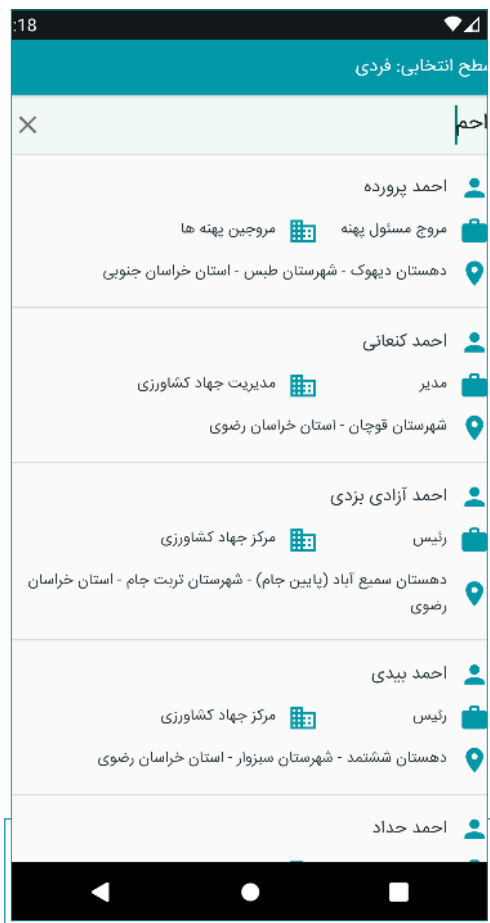 :18
سطح انتخابی: فردی
احم
احمد پرورده
مروج مسئول پهنه مروجین پهنه ها
دهستان دیهوک - شهرستان طبس - استان خراسان جنوبی
احمد کنعانی
مدیر مدیریت جهاد کشاورزی
شهرستان قوچان - استان خراسان رضوی
احمد آزادی بزدی
رئیس مرکز جهاد کشاورزی
دهستان سمیع آباد (پایین جام) - شهرستان تربت جام - استان خراسان
رضوی
احمد بیدی
رئیس مرکز جهاد کشاورزی
دهستان ششتمد - شهرستان سبزوار - استان خراسان رضوی
احمد حداد